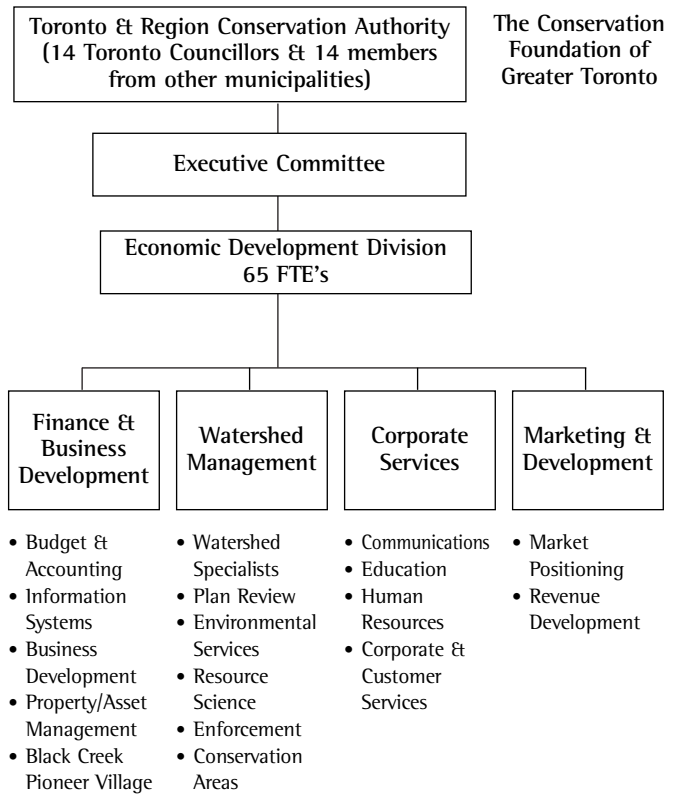 Toronto & Region Conservation Authority
(14 Toronto Councillors & 14 members
from other municipalities)
The Conservation
Foundation of
Greater Toronto
Executive Committee
Economic Development Division
65 FTE's
Finance &
Business
Development
Watershed
Management
Corporate
Services
Marketing &
Development
• Budget &
Accounting
• Information
Systems
• Business
Development
• Property/Asset
Management
• Black Creek
Pioneer Village
• Watershed
Specialists
• Plan Review
• Environmental
Services
• Resource
Science
• Enforcement
• Conservation
Areas
• Communications
• Education
• Human
Resources
• Corporate &
Customer
Services
• Market
Positioning
• Revenue
Development